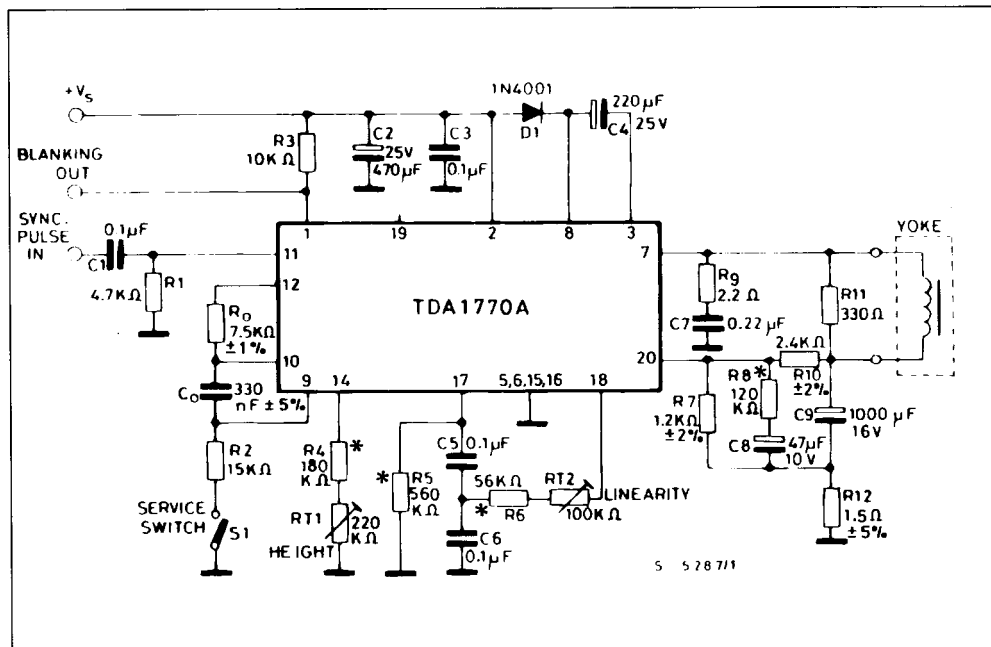 +Vs
1N4001
D1
220µF
C4 25V
R3
10KΩ
C2
25V
470µF
C3
0.1µF
BLANKING
OUT
SYNC.
PULSE
IN
0.1µF
C1
R1
4.7KΩ
1
19
2
8
3
11
12
10
9
14
17
5,6,15,16
18
7
20
TDA1770A
Ro
7.5KΩ
±1%
Co
330
nF ±5%
R2
15KΩ
SERVICE
SWITCH
S1
R4 *
180
KΩ
RT1
220
KΩ
HEIGHT
* R5
560
KΩ
C5
0.1µF
56KΩ
* R6
RT2
100KΩ
LINEARITY
C6
0.1µF
YOKE
R9
2.2Ω
C7
0.22µF
R11
330Ω
2.4KΩ
R10
±2%
R7
1.2KΩ
±2%
R8 *
120
KΩ
C8
47µF
10V
C9
1000µF
16V
R12
1.5Ω
±5%
S 5287/1